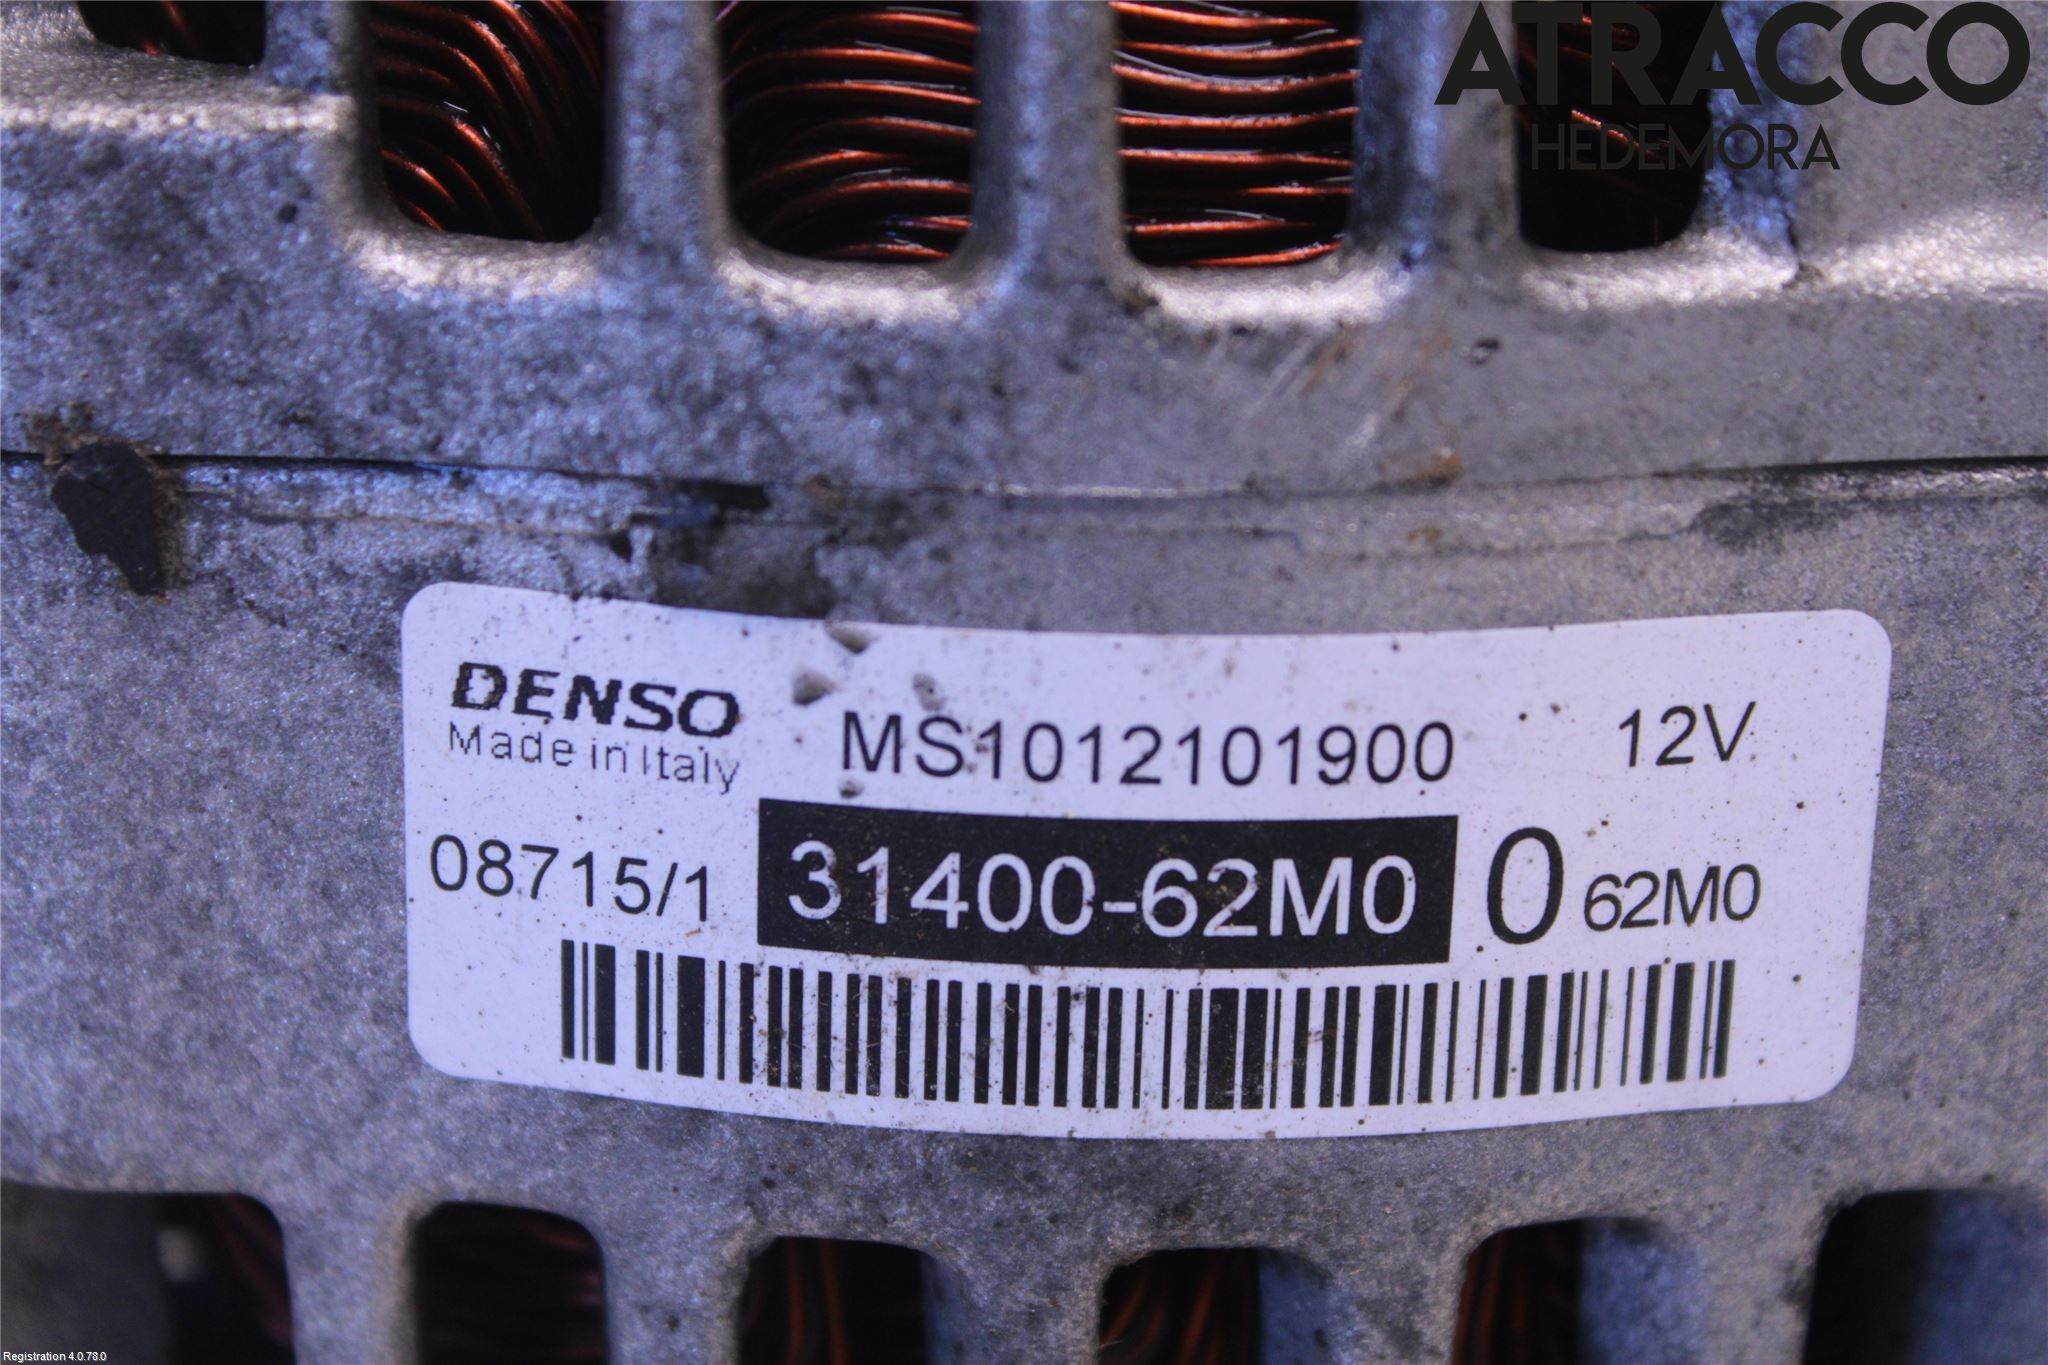 ATRACCO
HEDEMORA
DENSO
Made in Italy
MS1012101900 12V
08715/1 31400-62M0 0 62M0
Registration 4.0.78.0